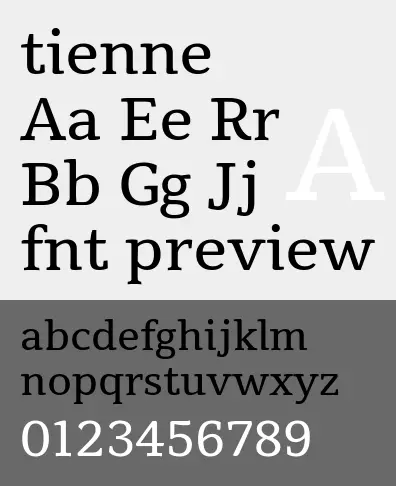 tienne
Aa Ee Rr
A
Bb Gg Jj
fnt preview
abcdefghijklm
nopqrstuvwxyz
0123456789